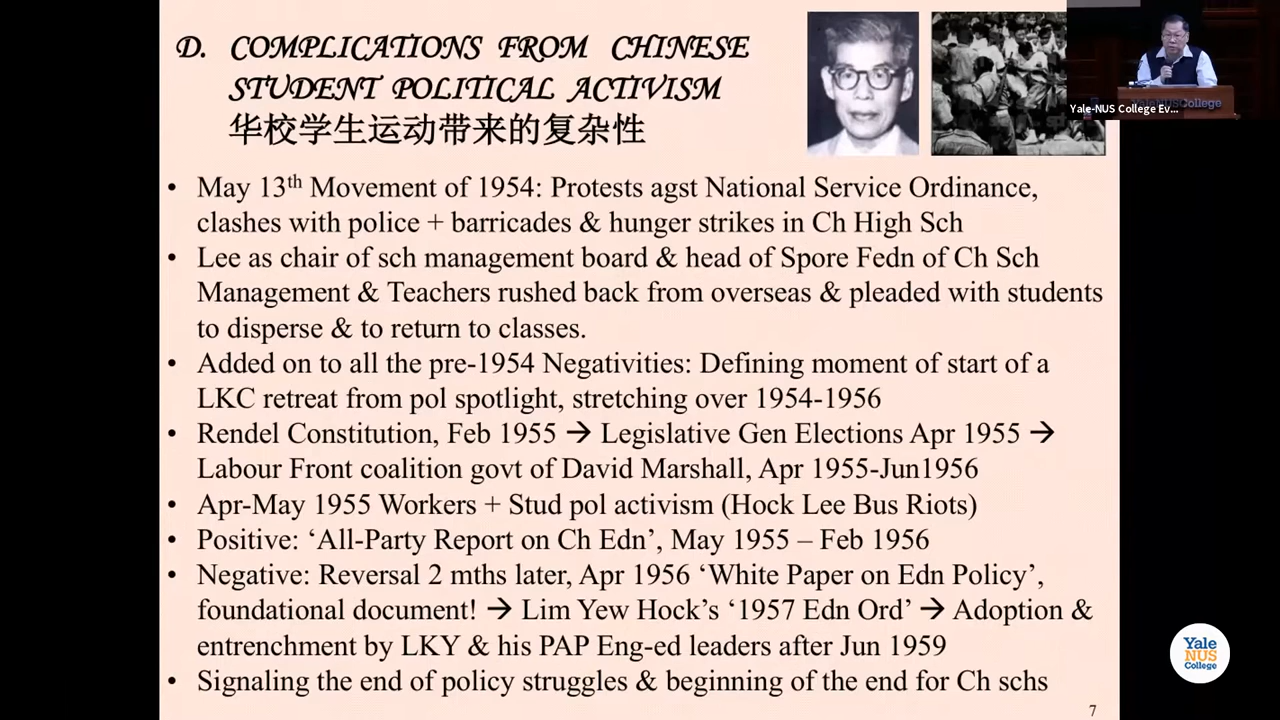 D. COMPLICATIONS FROM CHINESE
STUDENT POLITICAL ACTIVISM
华校学生运动带来的复杂性
• May 13th Movement of 1954: Protests agst National Service Ordinance,
clashes with police + barricades & hunger strikes in Ch High Sch
• Lee as chair of sch management board & head of Spore Fedn of Ch Sch
Management & Teachers rushed back from overseas & pleaded with students
to disperse & to return to classes.
• Added on to all the pre-1954 Negativities: Defining moment of start of a
LKC retreat from pol spotlight, stretching over 1954-1956
• Rendel Constitution, Feb 1955 → Legislative Gen Elections Apr 1955 →
Labour Front coalition govt of David Marshall, Apr 1955-Jun1956
• Apr-May 1955 Workers + Stud pol activism (Hock Lee Bus Riots)
• Positive: ‘All-Party Report on Ch Edn’, May 1955 – Feb 1956
• Negative: Reversal 2 mths later, Apr 1956 ‘White Paper on Edn Policy’,
foundational document! → Lim Yew Hock’s ‘1957 Edn Ord’ → Adoption &
entrenchment by LKY & his PAP Eng-ed leaders after Jun 1959
• Signaling the end of policy struggles & beginning of the end for Ch schs
7
YaleNUSCollege
Yale-NUS College Ev...
Yale
NUS
College